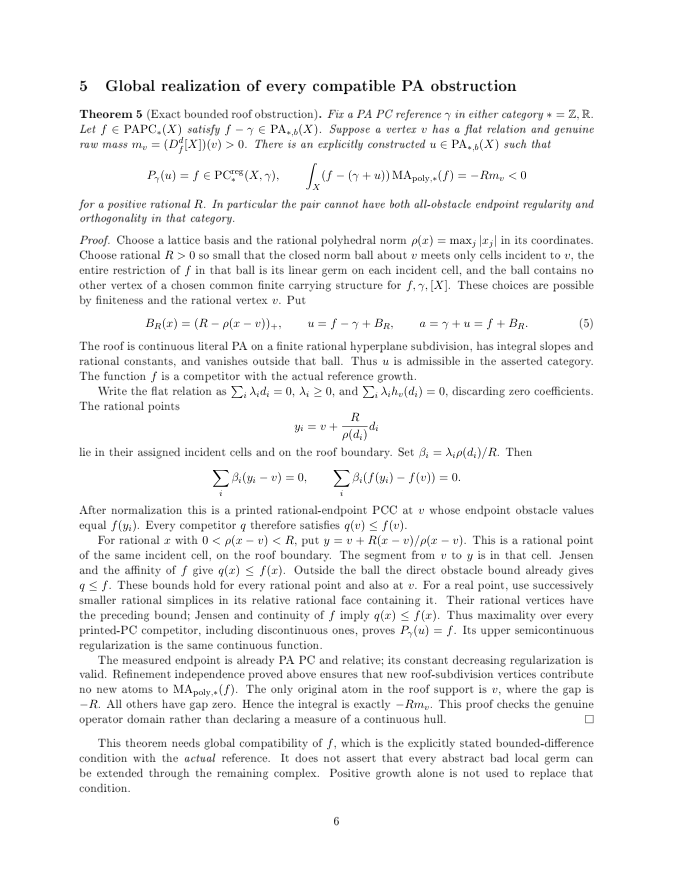 5 Global realization of every compatible PA obstruction
Theorem 5 (Exact bounded roof obstruction). Fix a PA PC reference γ in either category ∗ = ℤ, ℝ.
Let f ∈ PAPC∗(X) satisfy f − γ ∈ PA∗,b(X). Suppose a vertex v has a flat relation and genuine
raw mass mᵥ = (D_f^d[X])(v) > 0. There is an explicitly constructed u ∈ PA∗,b(X) such that
P_γ(u) = f ∈ PC∗^reg(X, γ), ∫_X (f − (γ + u)) MA_poly,∗(f) = −Rmᵥ < 0
for a positive rational R. In particular the pair cannot have both all-obstacle endpoint regularity and
orthogonality in that category.
Proof. Choose a lattice basis and the rational polyhedral norm ρ(x) = max_j |x_j| in its coordinates.
Choose rational R > 0 so small that the closed norm ball about v meets only cells incident to v, the
entire restriction of f in that ball is its linear germ on each incident cell, and the ball contains no
other vertex of a chosen common finite carrying structure for f, γ, [X]. These choices are possible
by finiteness and the rational vertex v. Put
B_R(x) = (R − ρ(x − v))₊, u = f − γ + B_R, a = γ + u = f + B_R. (5)
The roof is continuous literal PA on a finite rational hyperplane subdivision, has integral slopes and
rational constants, and vanishes outside that ball. Thus u is admissible in the asserted category.
The function f is a competitor with the actual reference growth.
Write the flat relation as ∑_i λ_i d_i = 0, λ_i ≥ 0, and ∑_i λ_i h_v(d_i) = 0, discarding zero coefficients.
The rational points
y_i = v + R/ρ(d_i) d_i
lie in their assigned incident cells and on the roof boundary. Set β_i = λ_i ρ(d_i)/R. Then
∑_i β_i(y_i − v) = 0, ∑_i β_i(f(y_i) − f(v)) = 0.
After normalization this is a printed rational-endpoint PCC at v whose endpoint obstacle values
equal f(y_i). Every competitor q therefore satisfies q(v) ≤ f(v).
For rational x with 0 < ρ(x − v) < R, put y = v + R(x − v)/ρ(x − v). This is a rational point
of the same incident cell, on the roof boundary. The segment from v to y is in that cell. Jensen
and the affinity of f give q(x) ≤ f(x). Outside the ball the direct obstacle bound already gives
q ≤ f. These bounds hold for every rational point and also at v. For a real point, use successively
smaller rational simplices in its relative rational face containing it. Their rational vertices have
the preceding bound; Jensen and continuity of f imply q(x) ≤ f(x). Thus maximality over every
printed-PC competitor, including discontinuous ones, proves P_γ(u) = f. Its upper semicontinuous
regularization is the same continuous function.
The measured endpoint is already PA PC and relative; its constant decreasing regularization is
valid. Refinement independence proved above ensures that new roof-subdivision vertices contribute
no new atoms to MA_poly,∗(f). The only original atom in the roof support is v, where the gap is
−R. All others have gap zero. Hence the integral is exactly −Rmᵥ. This proof checks the genuine
operator domain rather than declaring a measure of a continuous hull. □
This theorem needs global compatibility of f, which is the explicitly stated bounded-difference
condition with the actual reference. It does not assert that every abstract bad local germ can
be extended through the remaining complex. Positive growth alone is not used to replace that
condition.
6